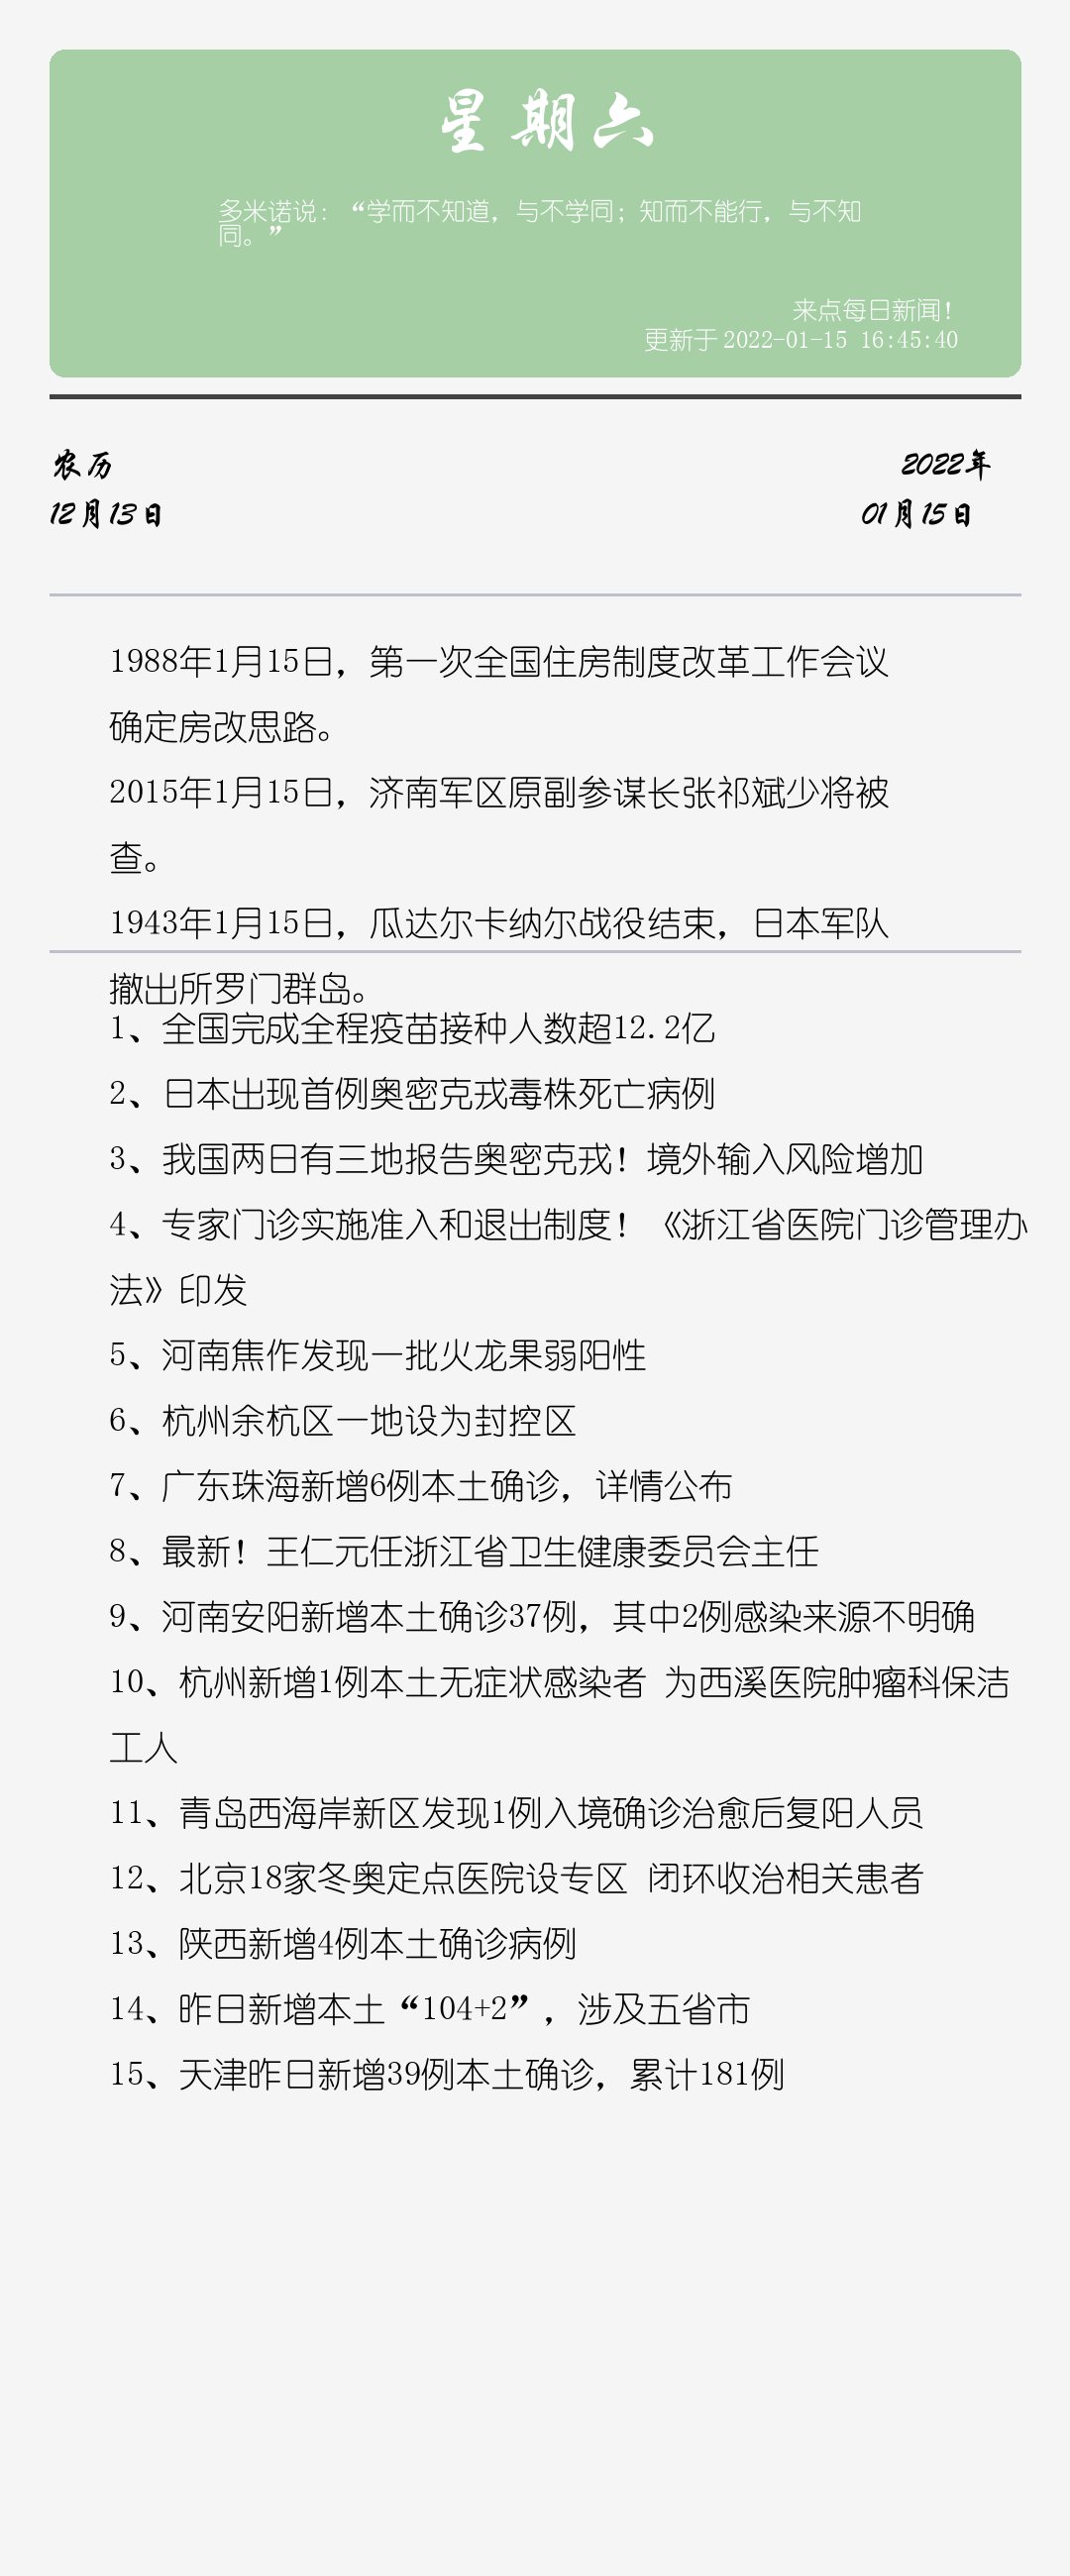 星期六
多米诺说：“学而不知道，与不学同；知而不能行，与不知
同。”
来点每日新闻！
更新于 2022-01-15 16:45:40
农历
2022年
12月13日
01月15日
1988年1月15日，第一次全国住房制度改革工作会议
确定房改思路。
2015年1月15日，济南军区原副参谋长张祁斌少将被
查。
1943年1月15日，瓜达尔卡纳尔战役结束，日本军队
撤出所罗门群岛。
1、全国完成全程疫苗接种人数超12.2亿
2、日本出现首例奥密克戎毒株死亡病例
3、我国两日有三地报告奥密克戎！境外输入风险增加
4、专家门诊实施准入和退出制度！《浙江省医院门诊管理办
法》印发
5、河南焦作发现一批火龙果弱阳性
6、杭州余杭区一地设为封控区
7、广东珠海新增6例本土确诊，详情公布
8、最新！王仁元任浙江省卫生健康委员会主任
9、河南安阳新增本土确诊37例，其中2例感染来源不明确
10、杭州新增1例本土无症状感染者 为西溪医院肿瘤科保洁
工人
11、青岛西海岸新区发现1例入境确诊治愈后复阳人员
12、北京18家冬奥定点医院设专区 闭环收治相关患者
13、陕西新增4例本土确诊病例
14、昨日新增本土“104+2”，涉及五省市
15、天津昨日新增39例本土确诊，累计181例